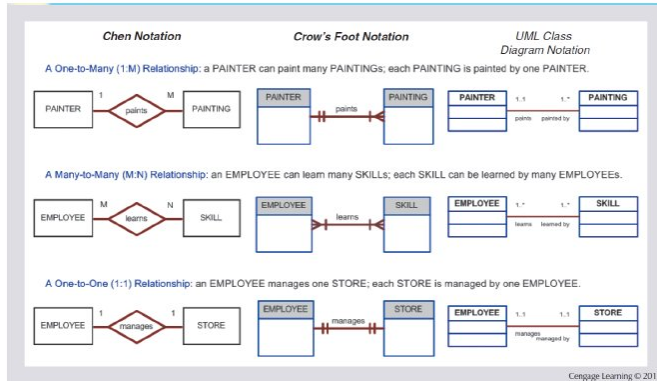 Chen Notation
Crow's Foot Notation
UML Class
Diagram Notation
A One-to-Many (1:M) Relationship: a PAINTER can paint many PAINTINGs; each PAINTING is painted by one PAINTER.
PAINTER 1 paints M PAINTING
PAINTER paints PAINTING
PAINTER 1..1 1..* PAINTING
paints painted by
A Many-to-Many (M:N) Relationship: an EMPLOYEE can learn many SKILLs; each SKILL can be learned by many EMPLOYEEs.
EMPLOYEE M learns N SKILL
EMPLOYEE learns SKILL
EMPLOYEE 1..* 1..* SKILL
learns learned by
A One-to-One (1:1) Relationship: an EMPLOYEE manages one STORE; each STORE is managed by one EMPLOYEE.
EMPLOYEE 1 manages 1 STORE
EMPLOYEE manages STORE
EMPLOYEE 1..1 1..1 STORE
manages managed by
Cengage Learning © 201